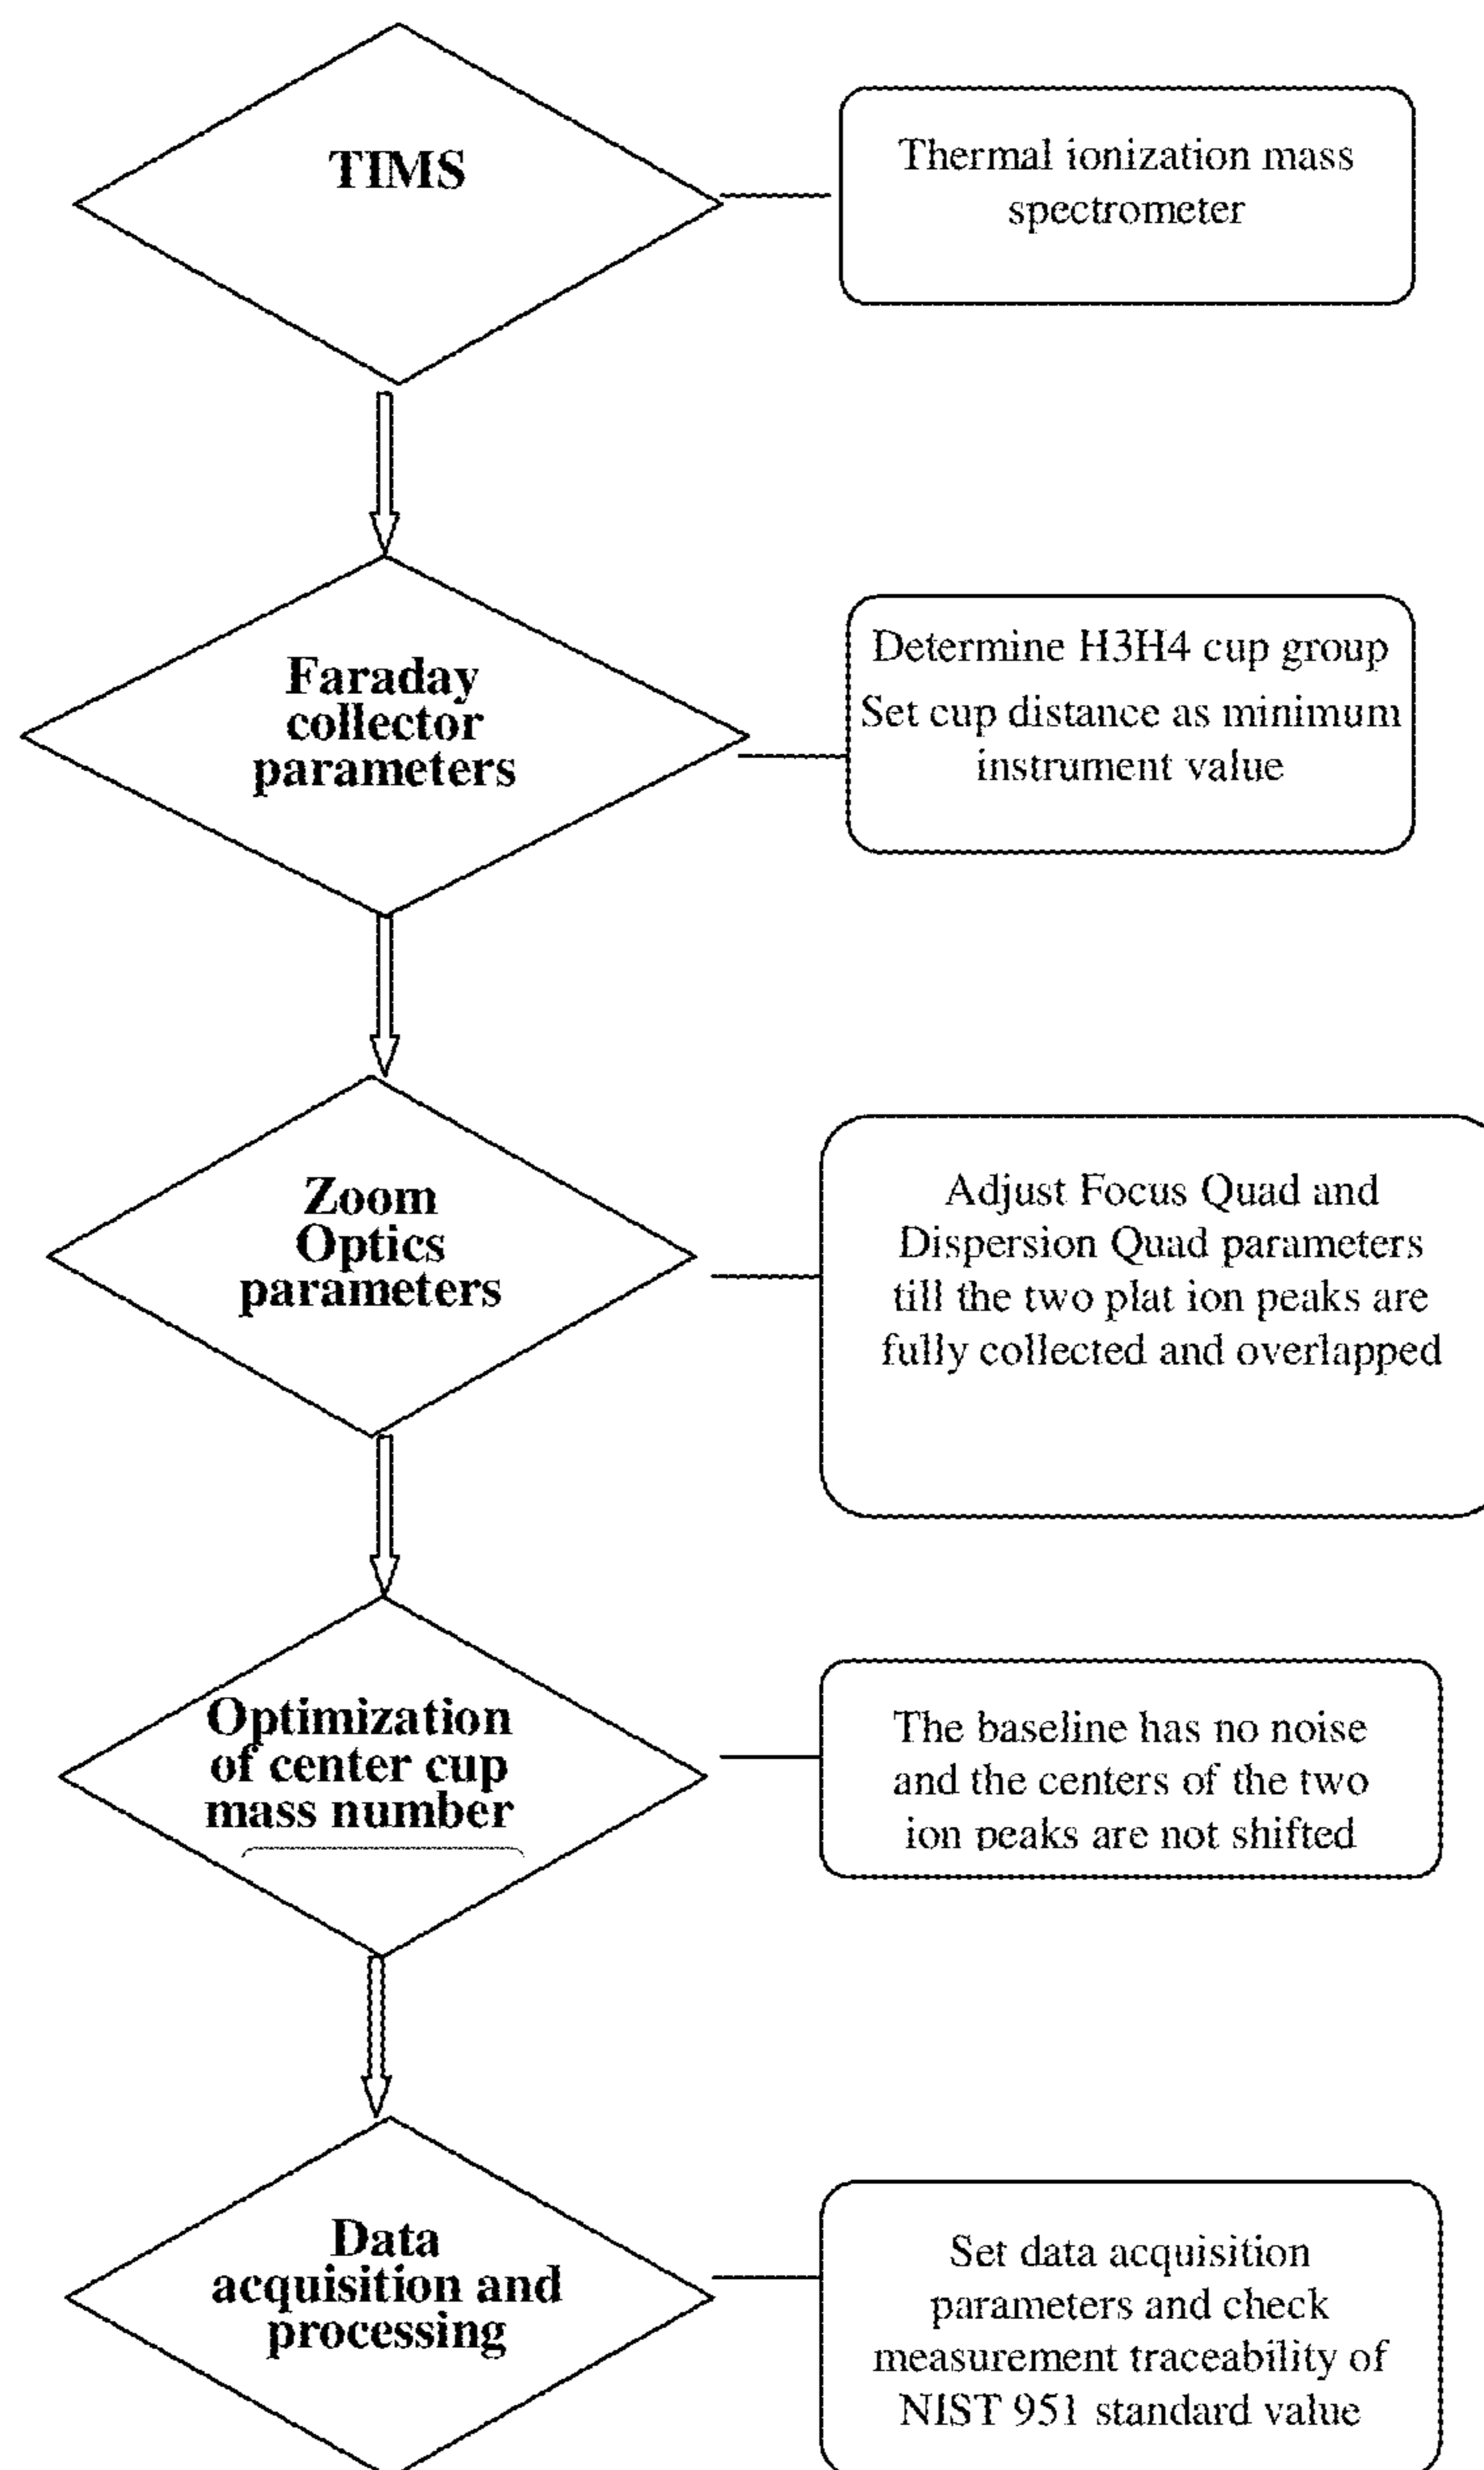 TIMS
Thermal ionization mass
spectrometer
Faraday
collector
parameters
Determine H3H4 cup group
Set cup distance as minimum
instrument value
Zoom
Optics
parameters
Adjust Focus Quad and
Dispersion Quad parameters
till the two plat ion peaks are
fully collected and overlapped
Optimization
of center cup
mass number
The baseline has no noise
and the centers of the two
ion peaks are not shifted
Data
acquisition and
processing
Set data acquisition
parameters and check
measurement traceability of
NIST 951 standard value